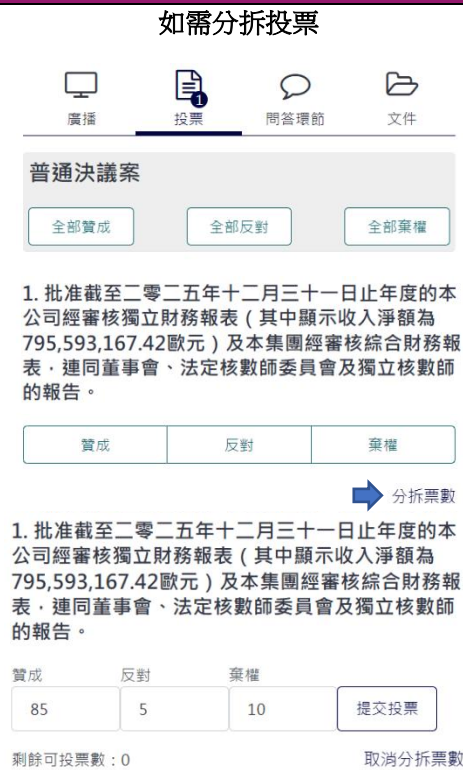 如需分拆投票
1
廣播 投票 問答環節 文件
普通決議案
全部贊成 全部反對 全部棄權
1. 批准截至二零二五年十二月三十一日止年度的本
公司經審核獨立財務報表(其中顯示收入淨額為
795,593,167.42歐元)及本集團經審核綜合財務報
表,連同董事會、法定核數師委員會及獨立核數師
的報告。
贊成 反對 棄權
分拆票數
1. 批准截至二零二五年十二月三十一日止年度的本
公司經審核獨立財務報表(其中顯示收入淨額為
795,593,167.42歐元)及本集團經審核綜合財務報
表,連同董事會、法定核數師委員會及獨立核數師
的報告。
贊成 反對 棄權
85 5 10 提交投票
剩餘可投票數:0 取消分拆票數